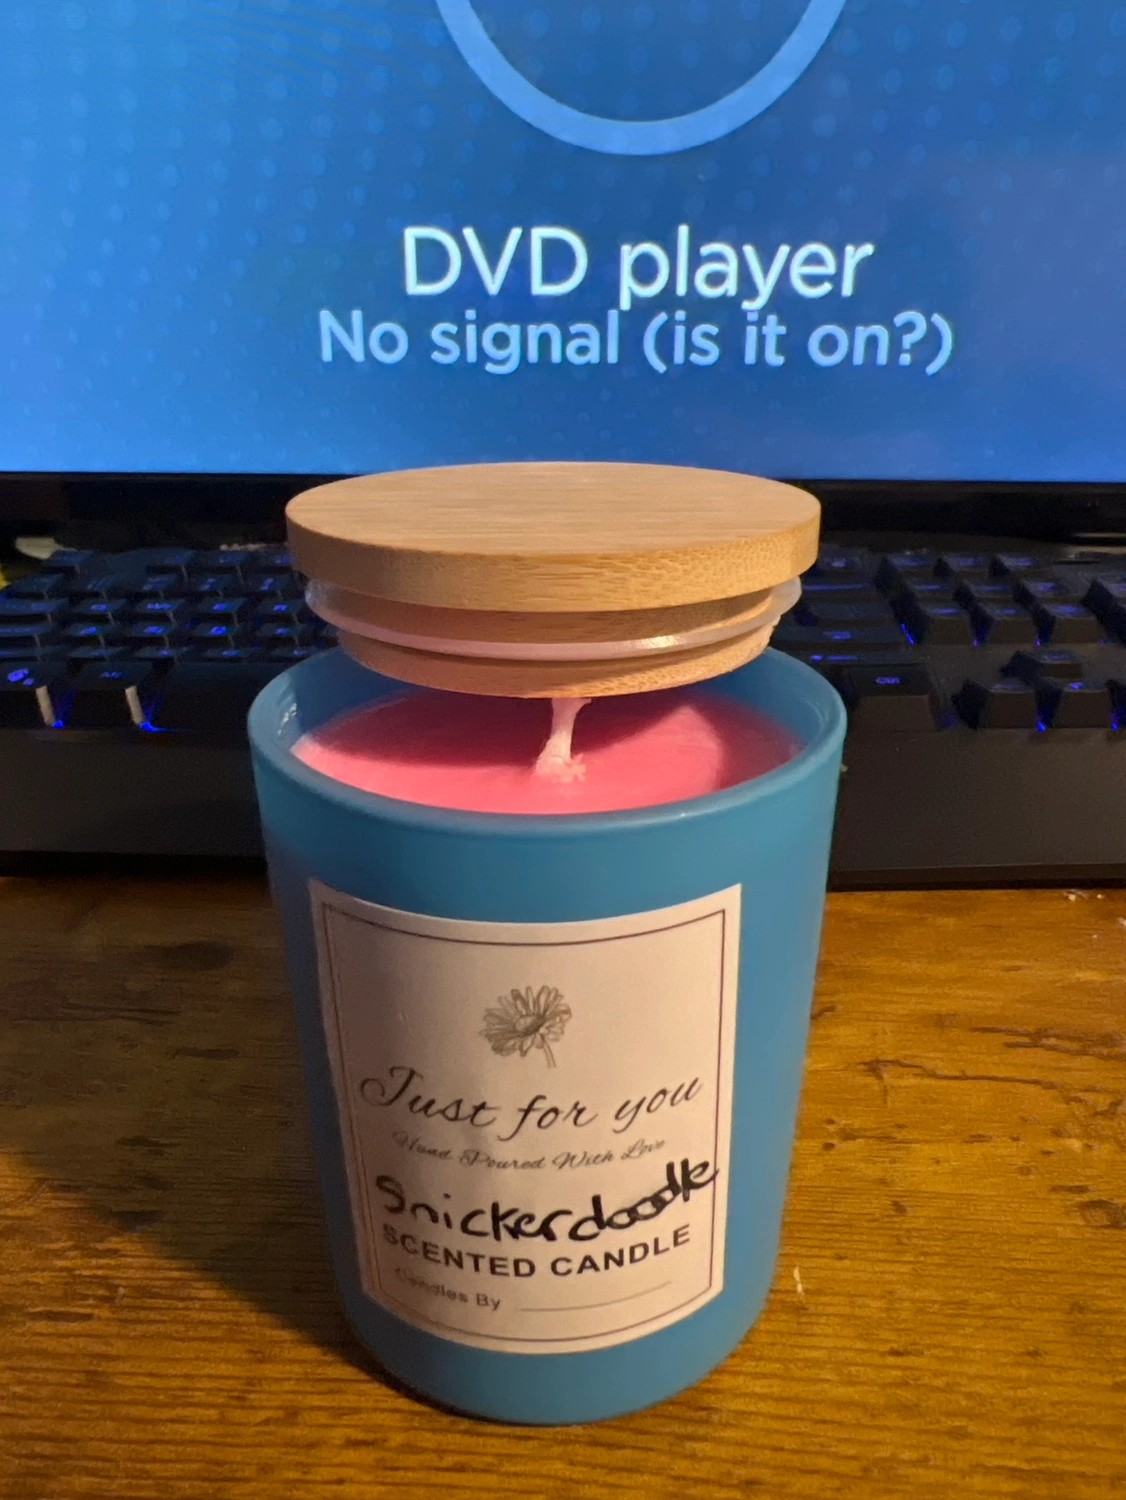 DVD player
No signal (is it on?)
Just for you
Hand Poured With Love
Snickerdoodle
SCENTED CANDLE
Candles By